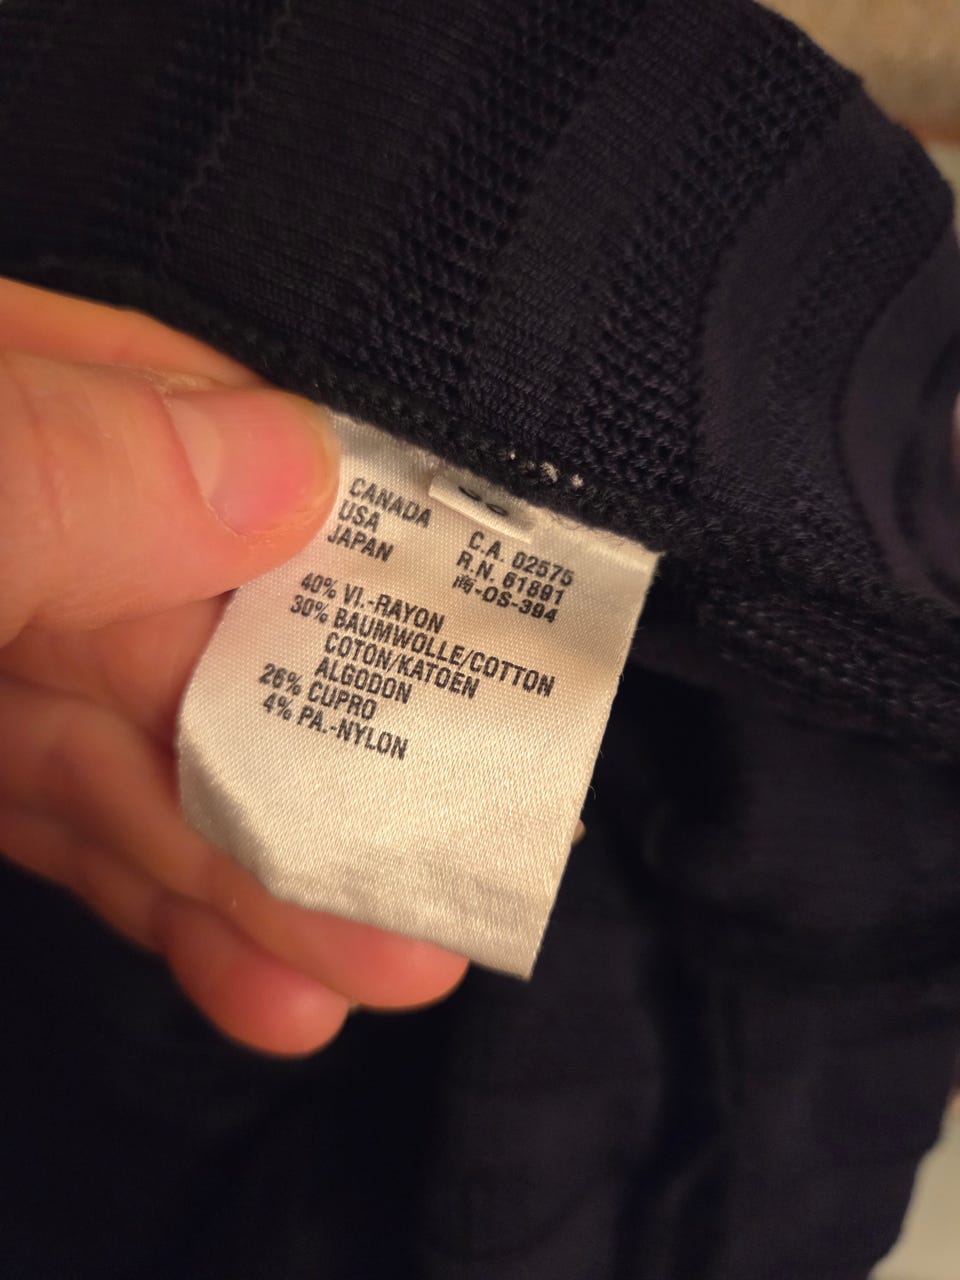 CANADA C.A. 02575
USA R.N. 61891
JAPAN 商-OS-394
40% VI.-RAYON
30% BAUMWOLLE/COTTON
COTON/KATOEN
ALGODON
26% CUPRO
4% PA.-NYLON